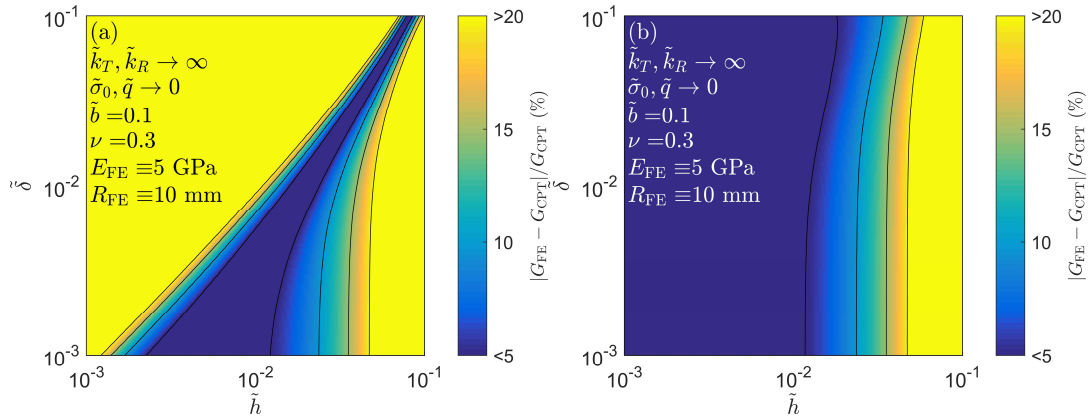 (a)
k̃_T, k̃_R → ∞
σ̃_0, q̃ → 0
b̃ =0.1
ν =0.3
E_FE ≡5 GPa
R_FE ≡10 mm
10^-1
10^-2
10^-3
δ̃
10^-3
10^-2
10^-1
h̃
>20
15
10
<5
|G_FE − G_CPT|/G_CPT (%)
(b)
k̃_T, k̃_R → ∞
σ̃_0, q̃ → 0
b̃ =0.1
ν =0.3
E_FE ≡5 GPa
R_FE ≡10 mm
10^-1
10^-2
10^-3
δ̃
10^-3
10^-2
10^-1
h̃
>20
15
10
<5
|G_FE − G_CPT|/G_CPT (%)